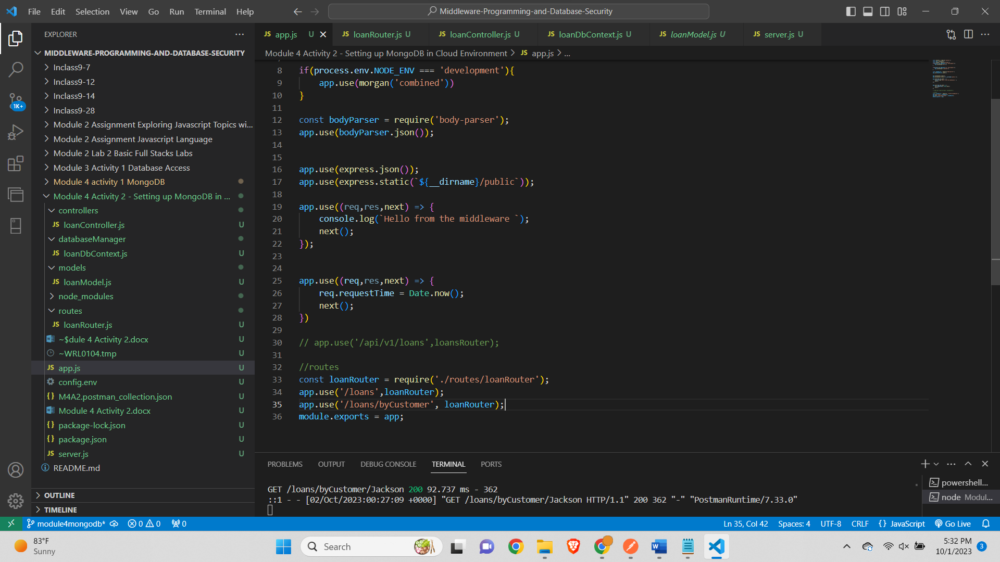 File Edit Selection View Go Run Terminal Help
Middleware-Programming-and-Database-Security
EXPLORER
MIDDLEWARE-PROGRAMMING-AND-DATABASE-SECURITY
Inclass9-7
Inclass9-12
Inclass9-14
1K+
Inclass9-28
Module 2 Assignment Exploring Javascript Topics wi...
Module 2 Assignment Javascript Language
Module 2 Lab 2 Basic Full Stacks Labs
Module 3 Activity 1 Database Access
Module 4 activity 1 MongoDB
Module 4 Activity 2 - Setting up MongoDB in ...
controllers
JS loanController.js U
databaseManager
JS loanDbContext.js U
models
JS loanModel.js U
node_modules
routes
JS loanRouter.js U
~$dule 4 Activity 2.docx U
~WRL0104.tmp U
JS app.js U
config.env U
{} M4A2.postman_collection.json U
Module 4 Activity 2.docx U
{} package-lock.json U
{} package.json U
JS server.js U
README.md
OUTLINE
TIMELINE
JS app.js U JS loanRouter.js U JS loanController.js U JS loanDbContext.js U JS loanModel.js U JS server.js U
Module 4 Activity 2 - Setting up MongoDB in Cloud Environment > JS app.js > ...
8 if(process.env.NODE_ENV === 'development'){
9 app.use(morgan('combined'))
10 }
11
12 const bodyParser = require('body-parser');
13 app.use(bodyParser.json());
14
15
16 app.use(express.json());
17 app.use(express.static(`${__dirname}/public`));
18
19 app.use((req,res,next) => {
20 console.log(`Hello from the middleware `);
21 next();
22 });
23
24
25 app.use((req,res,next) => {
26 req.requestTime = Date.now();
27 next();
28 })
29
30 // app.use('/api/v1/loans',loansRouter);
31
32 //routes
33 const loanRouter = require('./routes/loanRouter');
34 app.use('/loans',loanRouter);
35 app.use('/loans/byCustomer', loanRouter);
36 module.exports = app;
PROBLEMS OUTPUT DEBUG CONSOLE TERMINAL PORTS
GET /loans/byCustomer/Jackson 200 92.737 ms - 362
::1 - - [02/Oct/2023:00:27:09 +0000] "GET /loans/byCustomer/Jackson HTTP/1.1" 200 362 "-" "PostmanRuntime/7.33.0"
powershell...
node Modul...
module4mongodb* 0 0 0 Ln 35, Col 42 Spaces: 4 UTF-8 CRLF {} JavaScript Go Live
83°F
Sunny
Search
5:32 PM
10/1/2023
3